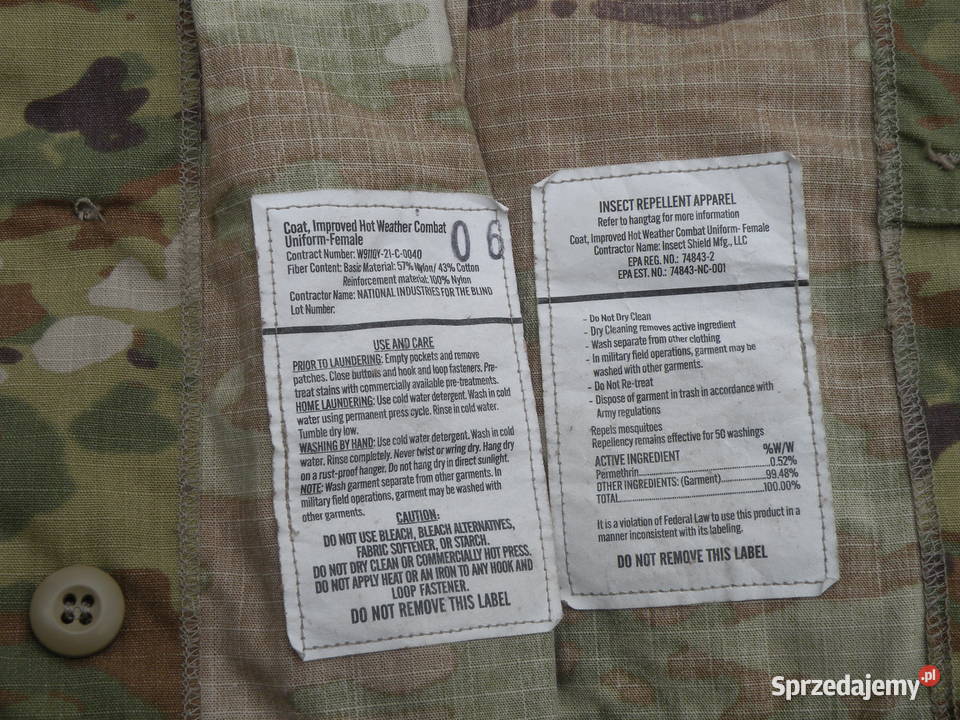 Coat, Improved Hot Weather Combat
Uniform-Female
06
Contract Number: W911QY-21-C-0040
Fiber Content: Basic Material: 57% Nylon/ 43% Cotton
Reinforcement material: 100% Nylon
Contractor Name: NATIONAL INDUSTRIES FOR THE BLIND
Lot Number:
USE AND CARE
PRIOR TO LAUNDERING: Empty pockets and remove
patches. Close buttons and hook and loop fasteners. Pre-
treat stains with commercially available pre-treatments.
HOME LAUNDERING: Use cold water detergent. Wash in cold
water using permanent press cycle. Rinse in cold water.
Tumble dry low.
WASHING BY HAND: Use cold water detergent. Wash in cold
water. Rinse completely. Never twist or wring dry. Hang dry
on a rust-proof hanger. Do not hang dry in direct sunlight.
NOTE: Wash garment separate from other garments. In
military field operations, garment may be washed with
other garments.
CAUTION:
DO NOT USE BLEACH, BLEACH ALTERNATIVES,
FABRIC SOFTENER, OR STARCH.
DO NOT DRY CLEAN OR COMMERCIALLY HOT PRESS.
DO NOT APPLY HEAT OR AN IRON TO ANY HOOK AND
LOOP FASTENER.
DO NOT REMOVE THIS LABEL
INSECT REPELLENT APPAREL
Refer to hangtag for more information
Coat, Improved Hot Weather Combat Uniform- Female
Contractor Name: Insect Shield Mfg., LLC
EPA REG. NO.: 74843-2
EPA EST. NO.: 74843-NC-001
- Do Not Dry Clean
- Dry Cleaning removes active ingredient
- Wash separate from other clothing
- In military field operations, garment may be
washed with other garments.
- Do Not Re-treat
- Dispose of garment in trash in accordance with
Army regulations
Repels mosquitoes
Repellency remains effective for 50 washings
ACTIVE INGREDIENT %W/W
Permethrin 0.52%
OTHER INGREDIENTS: (Garment) 99.48%
TOTAL 100.00%
It is a violation of Federal Law to use this product in a
manner inconsistent with its labeling.
DO NOT REMOVE THIS LABEL
Sprzedajemy.pl